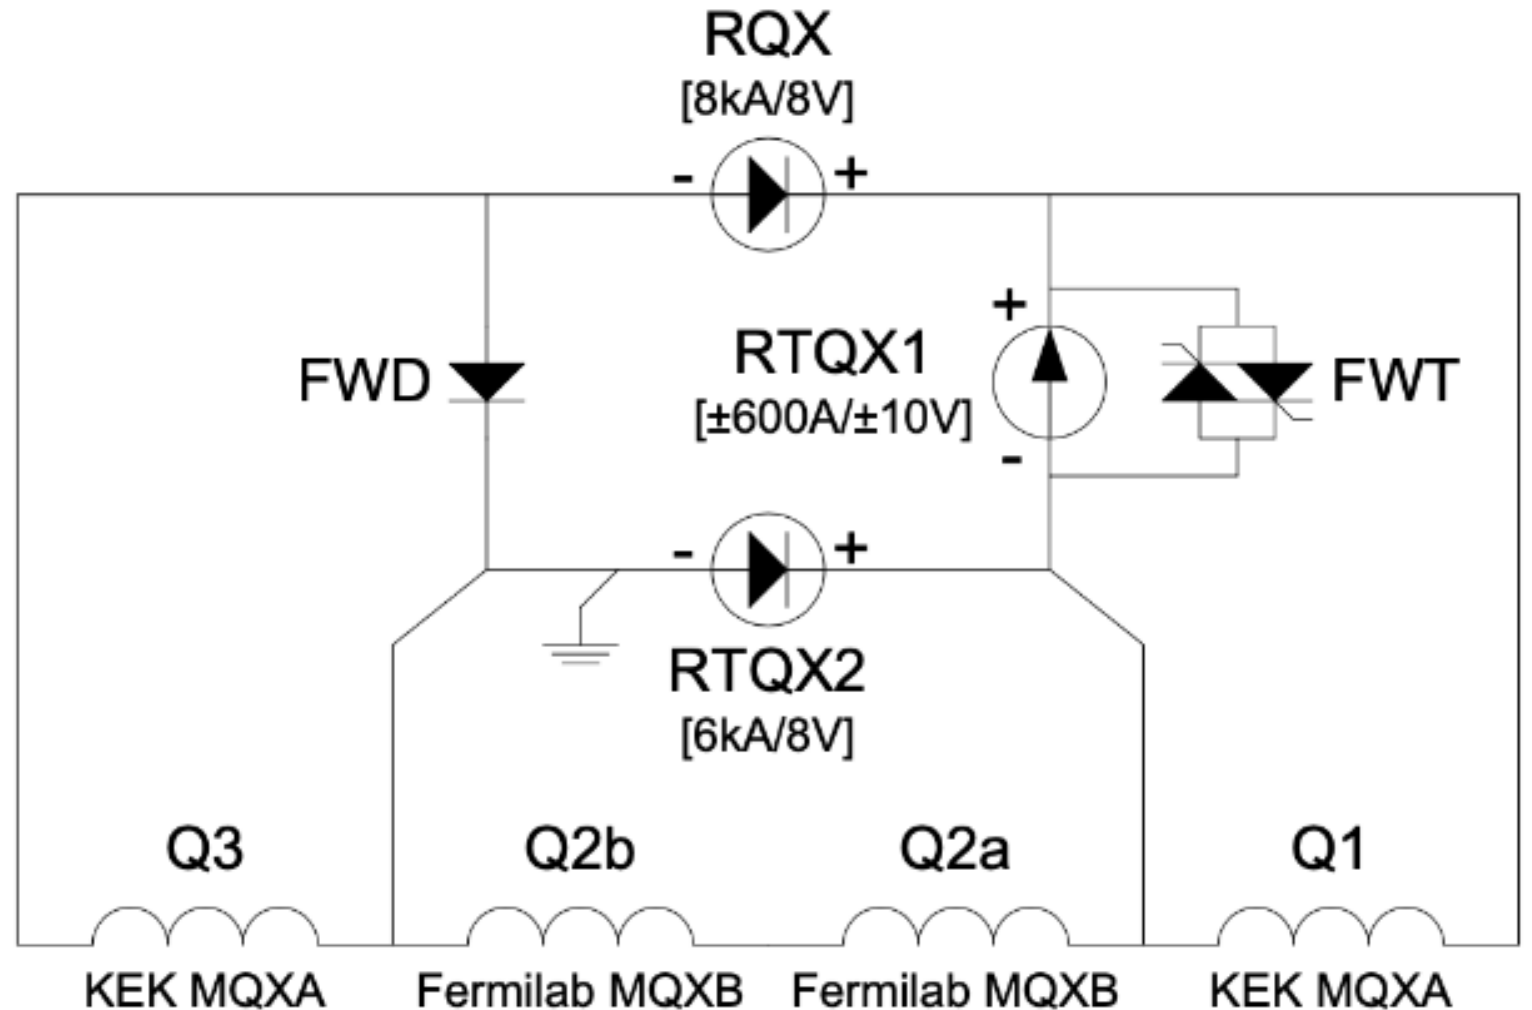 RQX
[8kA/8V]
- +
+
FWD
RTQX1
[±600A/±10V]
FWT
-
- +
RTQX2
[6kA/8V]
Q3 Q2b Q2a Q1
KEK MQXA Fermilab MQXB Fermilab MQXB KEK MQXA